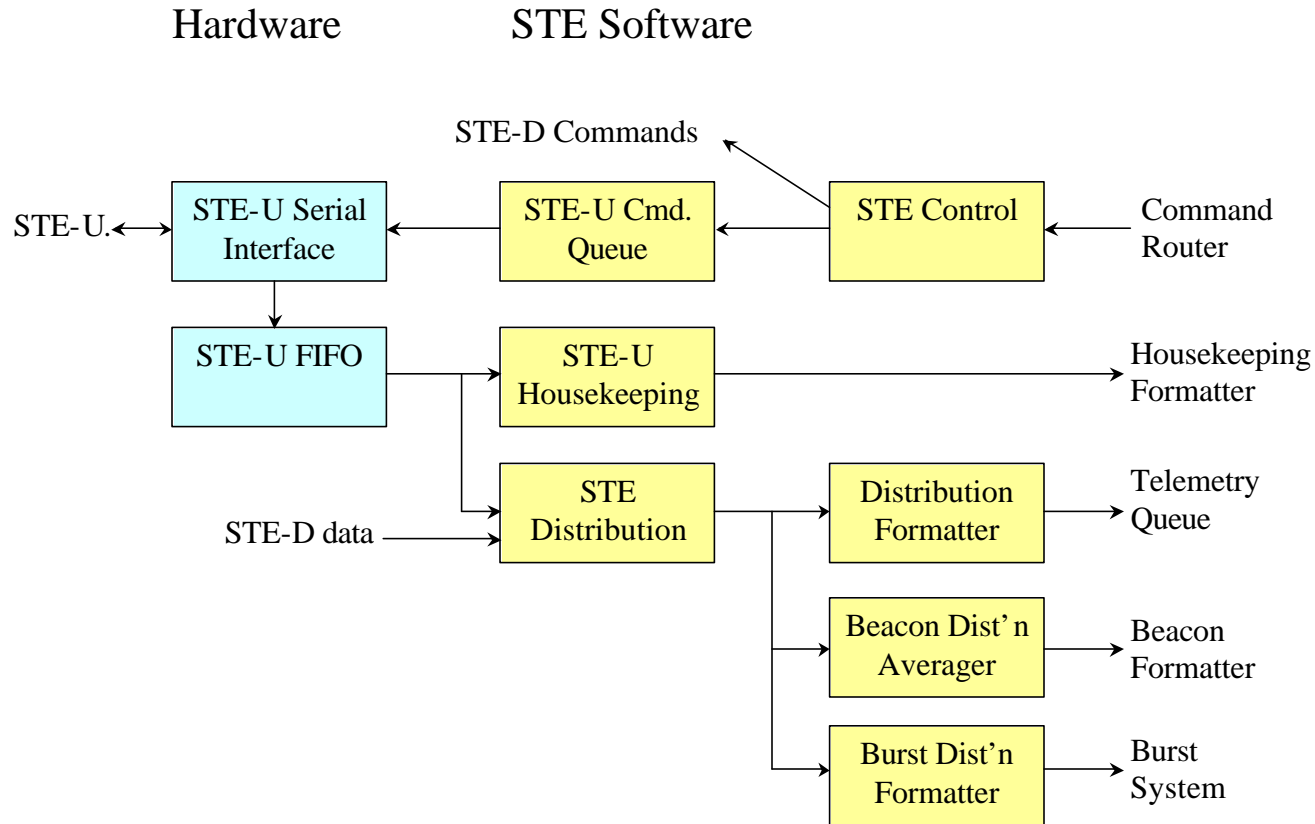 Hardware
STE Software
STE-D Commands
STE-U.
STE-U Serial
Interface
STE-U Cmd.
Queue
STE Control
Command
Router
STE-U FIFO
STE-U
Housekeeping
Housekeeping
Formatter
STE-D data
STE
Distribution
Distribution
Formatter
Telemetry
Queue
Beacon Dist'n
Averager
Beacon
Formatter
Burst Dist'n
Formatter
Burst
System